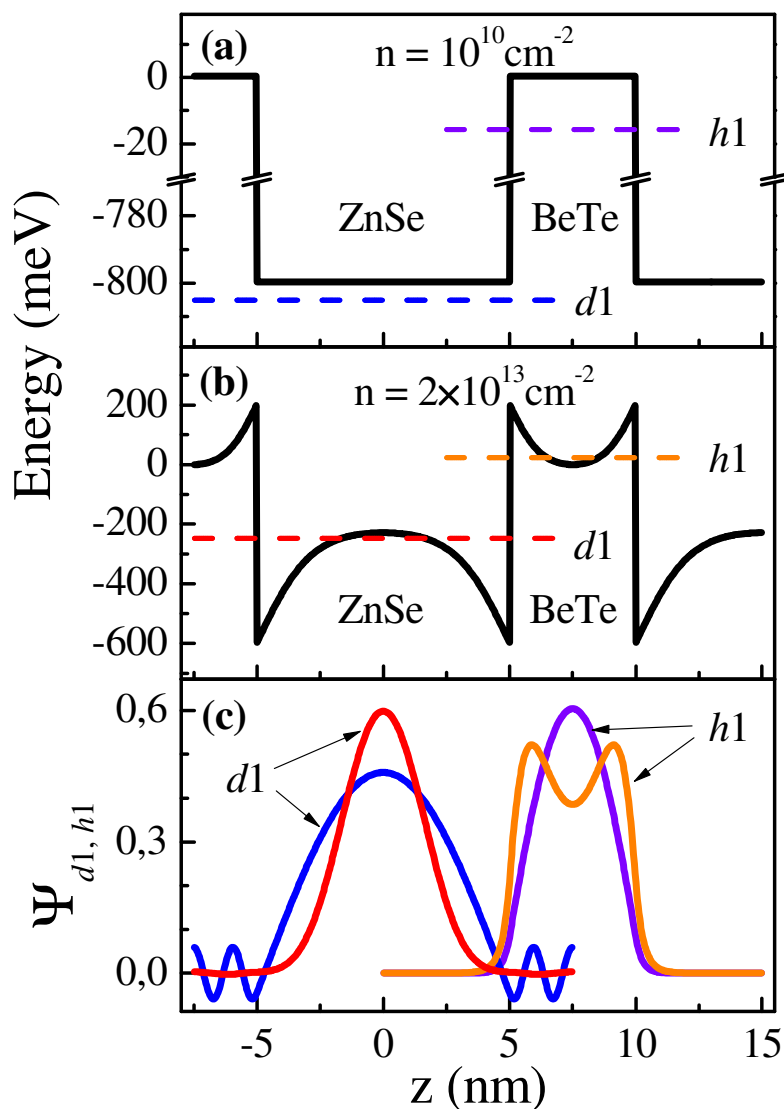 (a)
n = 10¹⁰cm⁻²
0
-20
h1
-780
ZnSe
BeTe
-800
d1
Energy (meV)
(b)
n = 2×10¹³cm⁻²
200
0
h1
-200
d1
-400
ZnSe
BeTe
-600
(c)
0,6
h1
d1
0,3
Ψd1, h1
0,0
-5 0 5 10 15
z (nm)